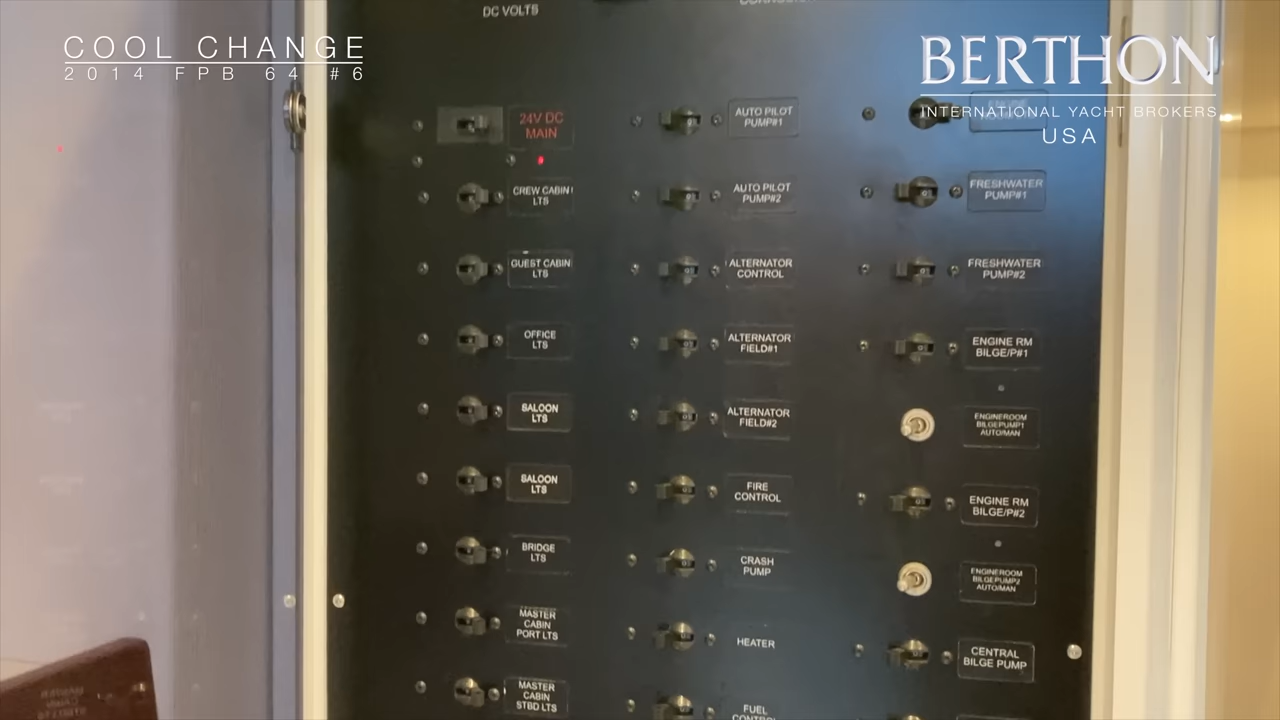 DC VOLTS
COOL CHANGE
2014 FPB 64 #6
BERTHON
INTERNATIONAL YACHT BROKERS
USA
24V DC
MAIN
CREW CABIN
LTS
GUEST CABIN
LTS
OFFICE
LTS
SALOON
LTS
SALOON
LTS
BRIDGE
LTS
MASTER
CABIN
PORT LTS
MASTER
CABIN
STBD LTS
AUTO PILOT
PUMP#1
AUTO PILOT
PUMP#2
ALTERNATOR
CONTROL
ALTERNATOR
FIELD#1
ALTERNATOR
FIELD#2
FIRE
CONTROL
CRASH
PUMP
HEATER
FUEL
CONTROL
FRESHWATER
PUMP#1
FRESHWATER
PUMP#2
ENGINE RM
BILGE/P#1
ENGINEROOM
BILGEPUMP1
AUTO/MAN
ENGINE RM
BILGE/P#2
ENGINEROOM
BILGEPUMP2
AUTO/MAN
CENTRAL
BILGE PUMP